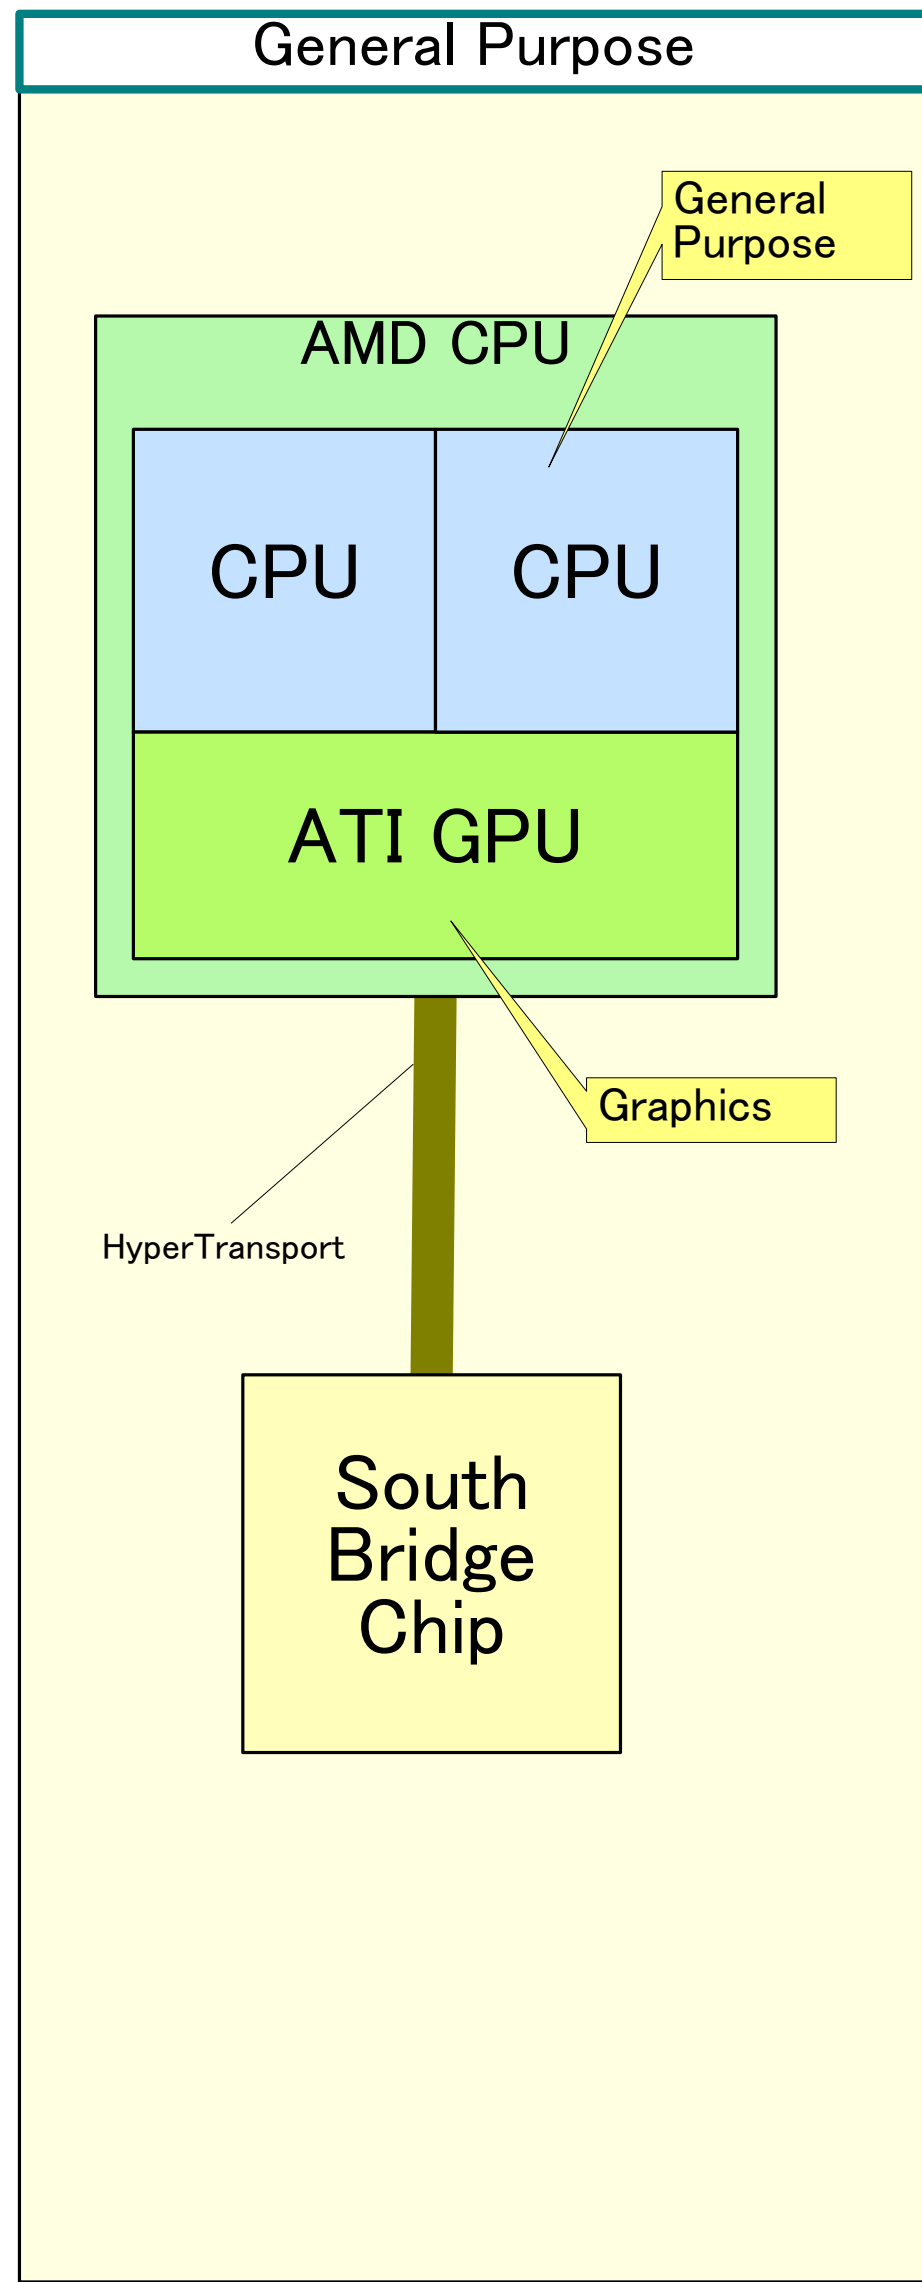 General Purpose
General
Purpose
AMD CPU
CPU CPU
ATI GPU
Graphics
HyperTransport
South
Bridge
Chip